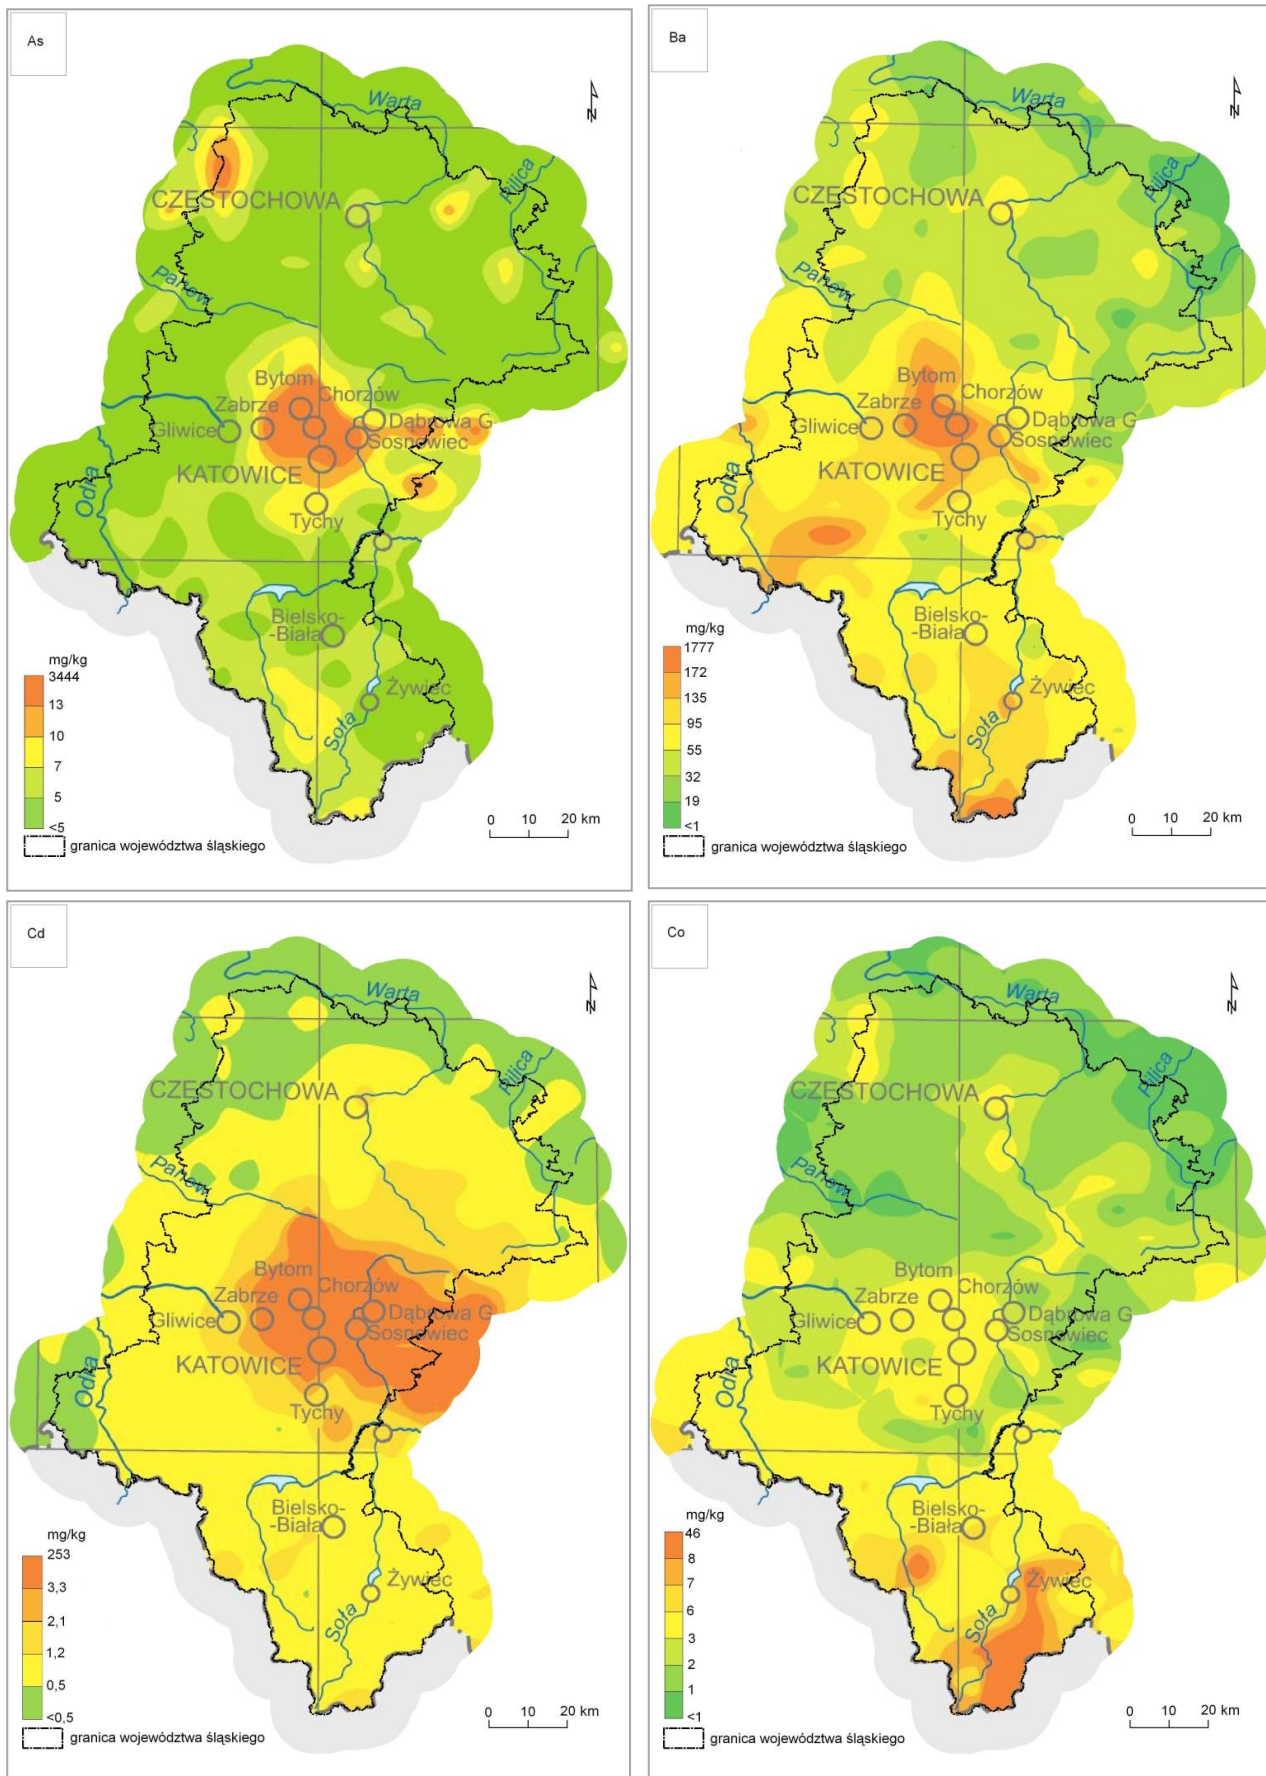 As
N
Warta
Pilica
CZĘSTOCHOWA
Panew
Bytom
Chorzów
Zabrze
Dąbrowa G
Gliwice
Sosnowiec
KATOWICE
Odra
Tychy
Bielsko-
-Biała
Żywiec
Soła
mg/kg
3444
13
10
7
5
<5
0 10 20 km
granica województwa śląskiego
Ba
N
Warta
Pilica
CZĘSTOCHOWA
Panew
Bytom
Chorzów
Zabrze
Dąbrowa G
Gliwice
Sosnowiec
KATOWICE
Odra
Tychy
Bielsko-
-Biała
Żywiec
Soła
mg/kg
1777
172
135
95
55
32
19
<1
0 10 20 km
granica województwa śląskiego
Cd
N
Warta
Pilica
CZĘSTOCHOWA
Panew
Bytom
Chorzów
Zabrze
Dąbrowa G
Gliwice
Sosnowiec
KATOWICE
Odra
Tychy
Bielsko-
-Biała
Żywiec
Soła
mg/kg
253
3,3
2,1
1,2
0,5
<0,5
0 10 20 km
granica województwa śląskiego
Co
N
Warta
Pilica
CZĘSTOCHOWA
Panew
Bytom
Chorzów
Zabrze
Dąbrowa G
Gliwice
Sosnowiec
KATOWICE
Odra
Tychy
Bielsko-
-Biała
Żywiec
Soła
mg/kg
46
8
7
6
3
2
1
<1
0 10 20 km
granica województwa śląskiego